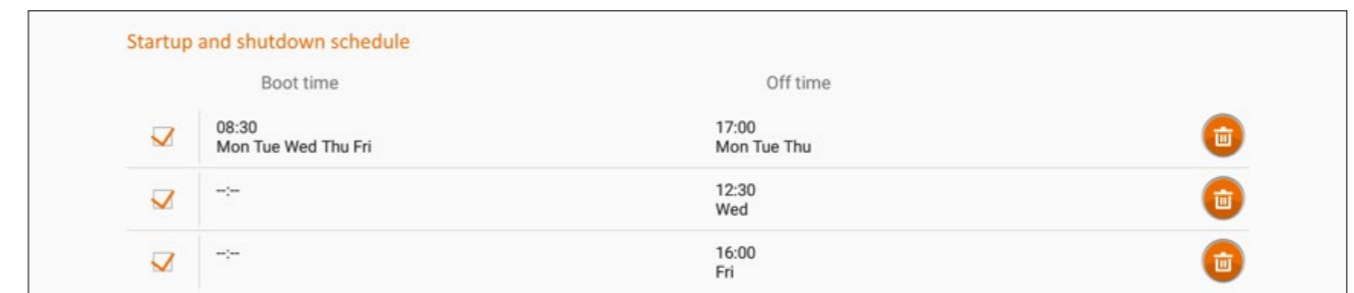 Startup and shutdown schedule
Boot time Off time
08:30 17:00
Mon Tue Wed Thu Fri Mon Tue Thu
--:-- 12:30
Wed
--:-- 16:00
Fri